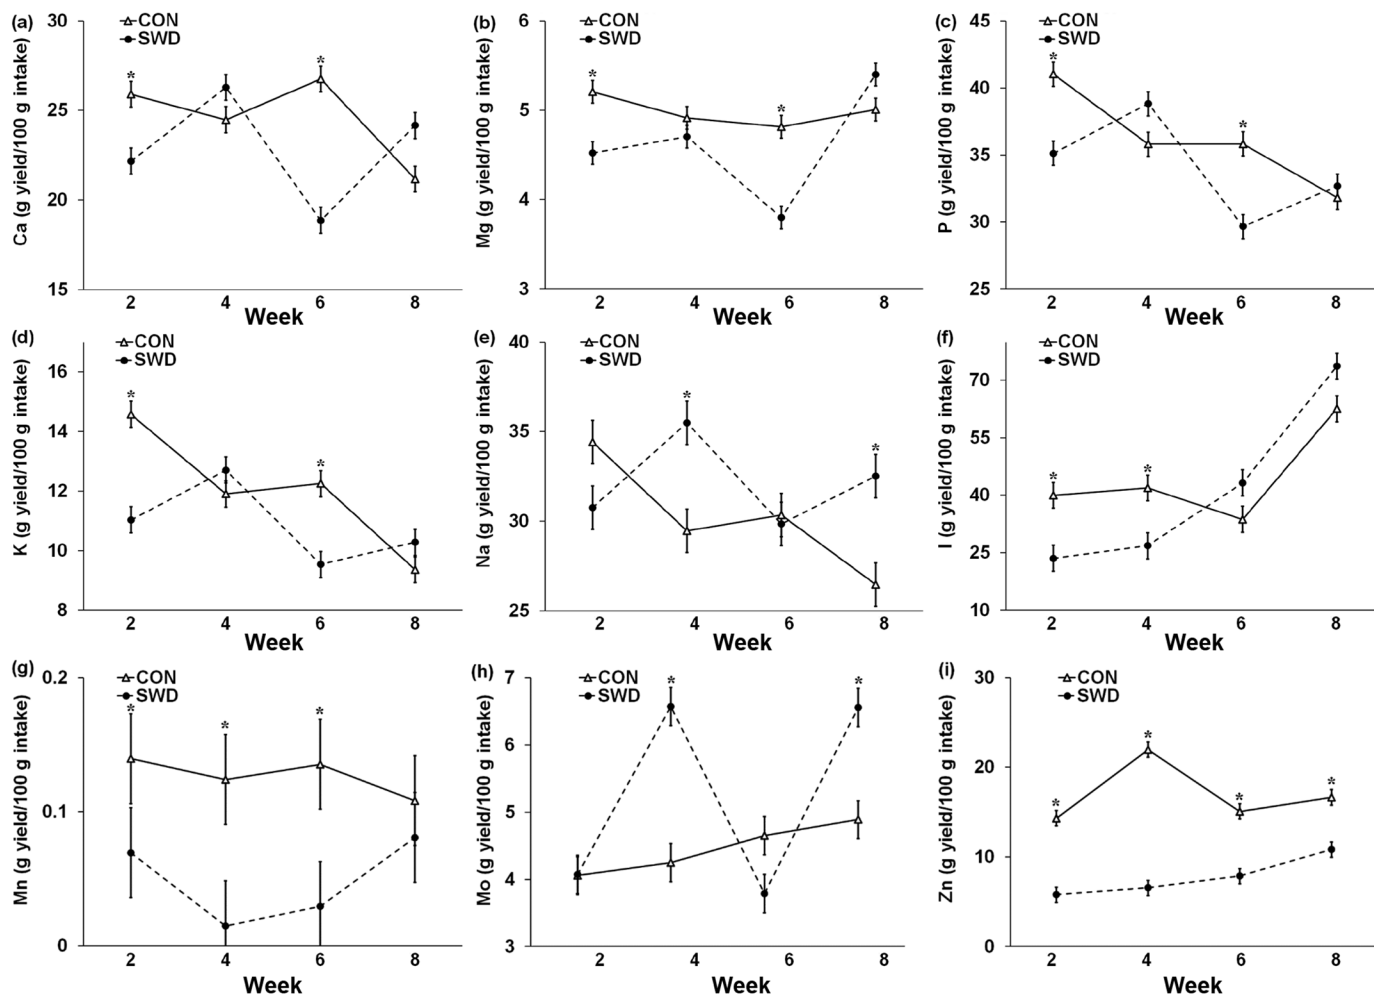 (a)
CON
SWD
Ca (g yield/100 g intake)
30
25
20
15
*
*
2 4 6 8
Week
(b)
CON
SWD
Mg (g yield/100 g intake)
6
5
4
3
*
*
2 4 6 8
Week
(c)
CON
SWD
P (g yield/100 g intake)
45
40
35
30
25
*
*
2 4 6 8
Week
(d)
CON
SWD
K (g yield/100 g intake)
16
14
12
10
8
*
*
2 4 6 8
Week
(e)
CON
SWD
Na (g yield/100 g intake)
40
35
30
25
*
*
2 4 6 8
Week
(f)
CON
SWD
I (g yield/100 g intake)
70
55
40
25
10
*
*
2 4 6 8
Week
(g)
CON
SWD
Mn (g yield/100 g intake)
0.2
0.1
0
*
*
*
2 4 6 8
Week
(h)
CON
SWD
Mo (g yield/100 g intake)
7
6
5
4
3
*
*
2 4 6 8
Week
(i)
CON
SWD
Zn (g yield/100 g intake)
30
20
10
0
*
*
*
*
2 4 6 8
Week